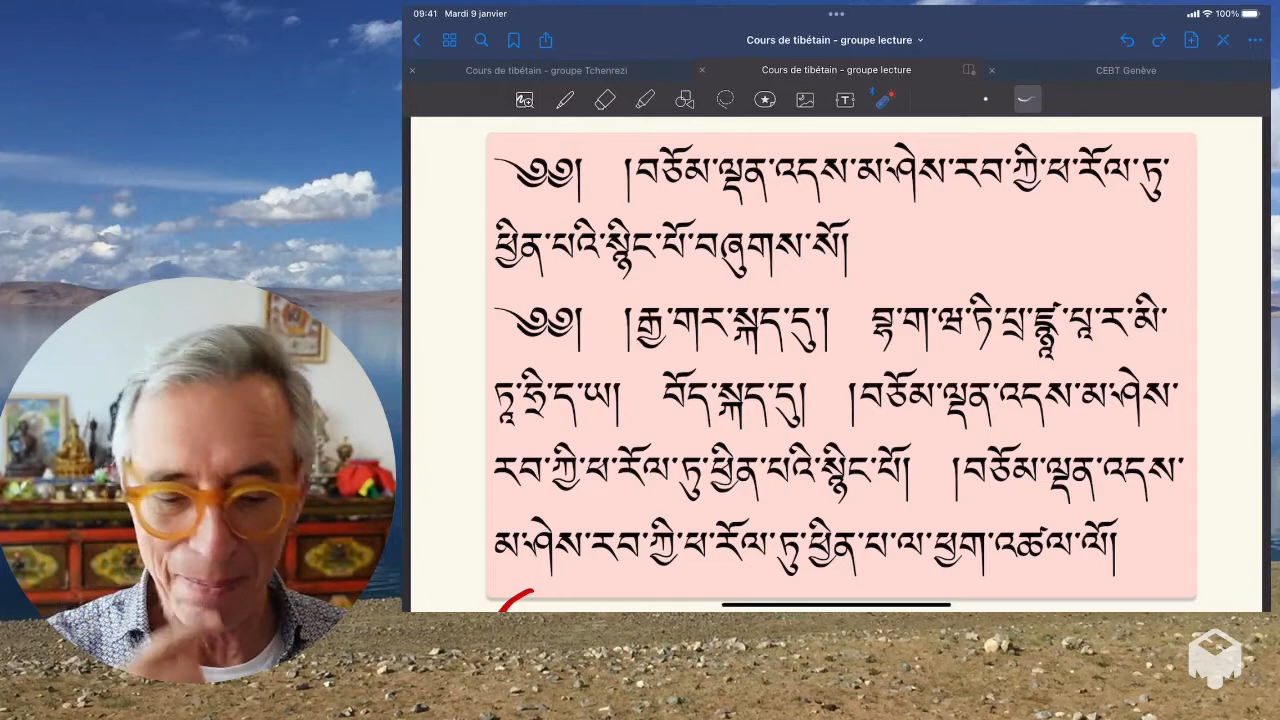 09:41 Mardi 9 janvier
100%
Cours de tibétain - groupe lecture
Cours de tibétain - groupe Tchenrezi
Cours de tibétain - groupe lecture
CEBT Genève
༄༅། །བཅོམ་ལྡན་འདས་མ་ཤེས་རབ་ཀྱི་ཕ་རོལ་ཏུ་
ཕྱིན་པའི་སྙིང་པོ་བཞུགས་སོ།
༄༅། །རྒྱ་གར་སྐད་དུ། བྷ་ག་ཝ་ཏི་པྲ་ཛྙཱ་པཱ་ར་མི་
ཏཱ་ཧྲི་ད་ཡ། བོད་སྐད་དུ། །བཅོམ་ལྡན་འདས་མ་ཤེས་
རབ་ཀྱི་ཕ་རོལ་ཏུ་ཕྱིན་པའི་སྙིང་པོ། །བཅོམ་ལྡན་འདས་
མ་ཤེས་རབ་ཀྱི་ཕ་རོལ་ཏུ་ཕྱིན་པ་ལ་ཕྱག་འཚལ་ལོ།